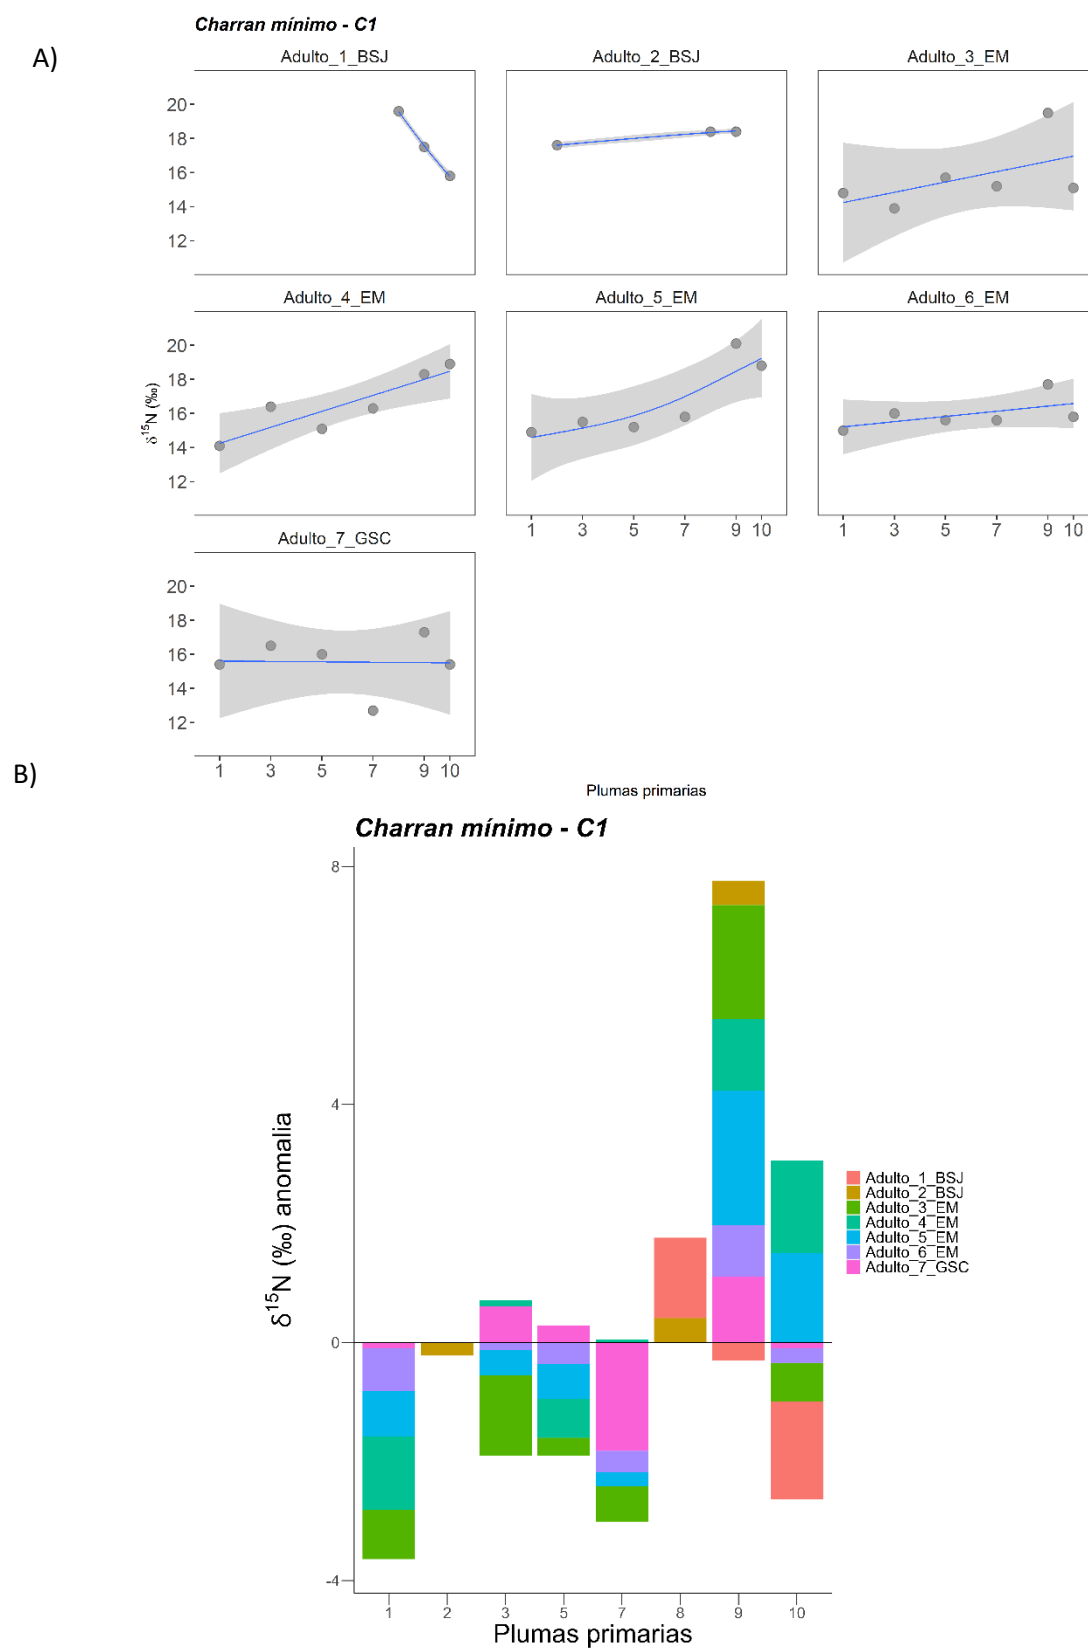 Charran mínimo - C1
A)
Adulto_1_BSJ
Adulto_2_BSJ
Adulto_3_EM
20
18
16
14
12
Adulto_4_EM
Adulto_5_EM
Adulto_6_EM
δ15N (‰)
20
18
16
14
12
1 3 5 7 9 10
1 3 5 7 9 10
Adulto_7_GSC
20
18
16
14
12
1 3 5 7 9 10
Plumas primarias
B)
Charran mínimo - C1
δ15N (‰) anomalia
8
4
0
-4
Adulto_1_BSJ
Adulto_2_BSJ
Adulto_3_EM
Adulto_4_EM
Adulto_5_EM
Adulto_6_EM
Adulto_7_GSC
1 2 3 5 7 8 9 10
Plumas primarias